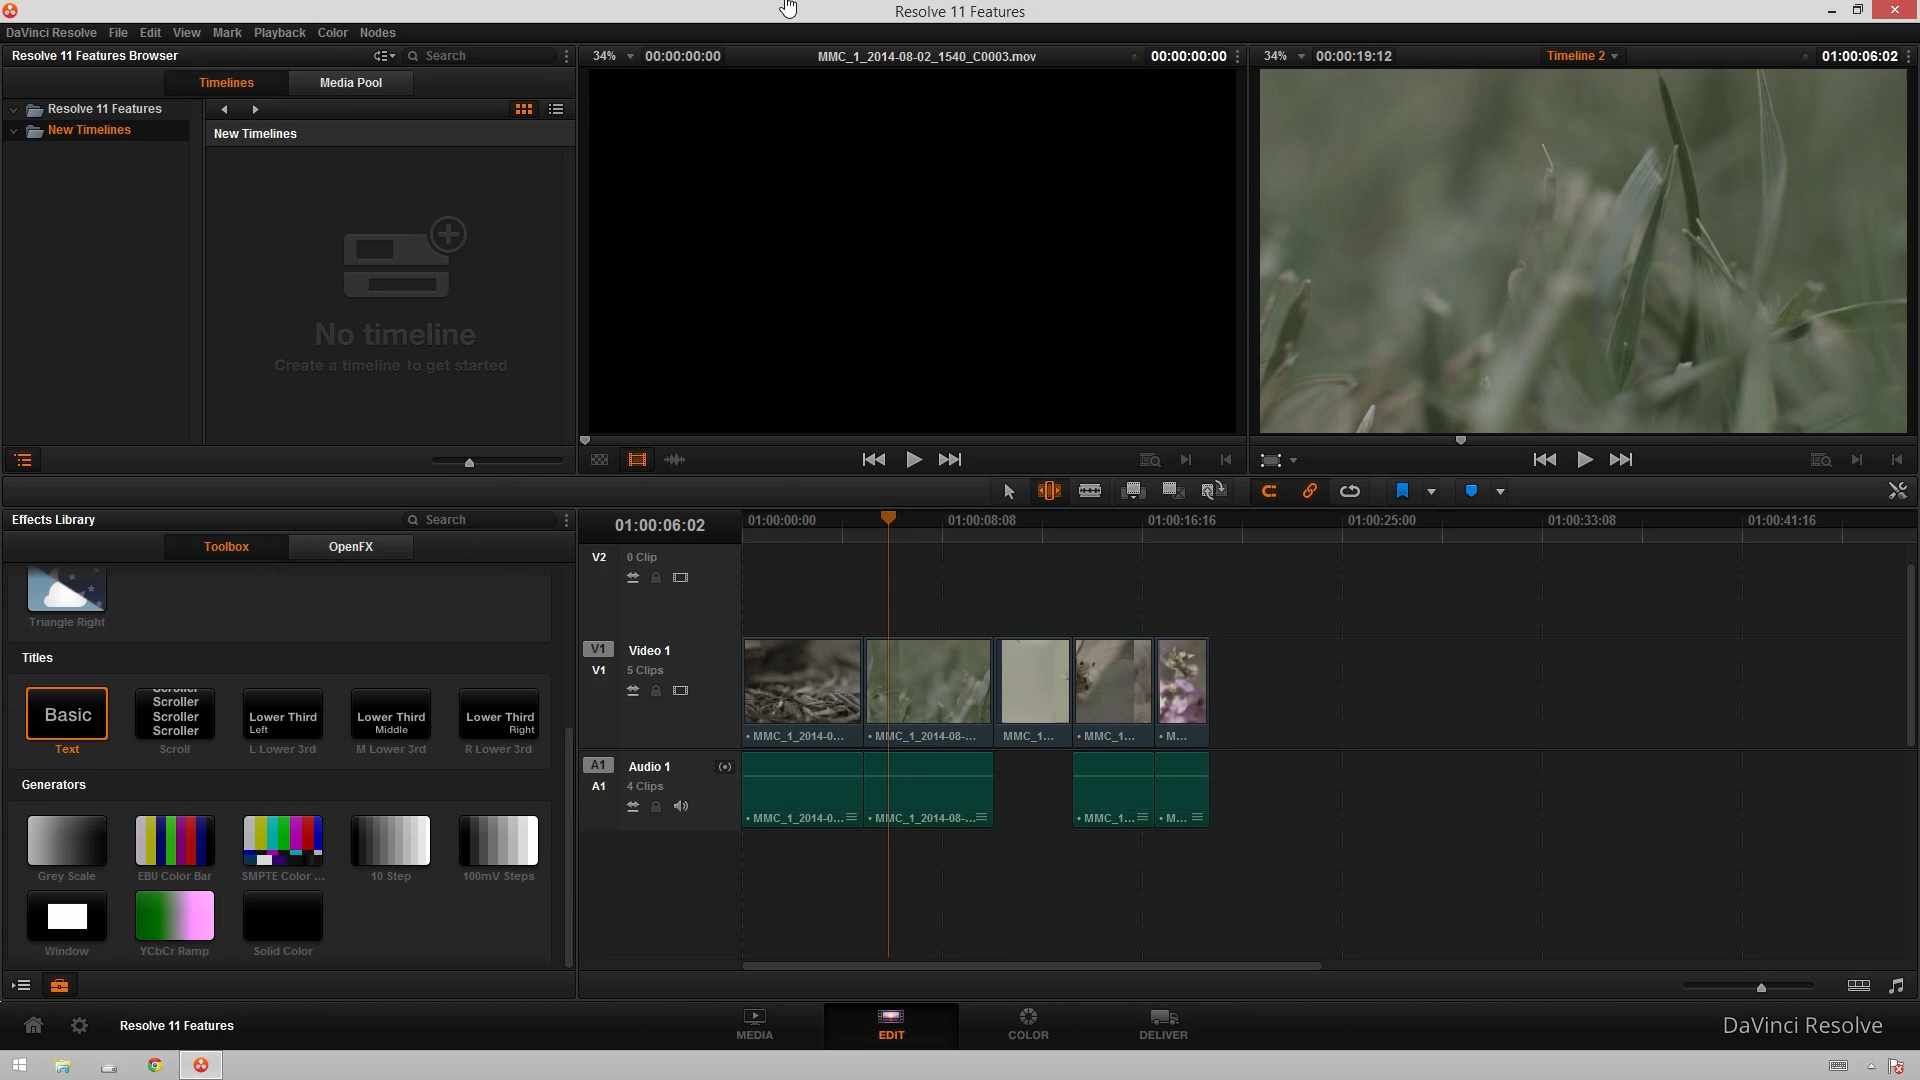 Resolve 11 Features
DaVinci Resolve File Edit View Mark Playback Color Nodes
Resolve 11 Features Browser
Search
34% 00:00:00:00 MMC_1_2014-08-02_1540_C0003.mov 00:00:00:00
34% 00:00:19:12 Timeline 2 01:00:06:02
Timelines Media Pool
Resolve 11 Features
New Timelines
New Timelines
No timeline
Create a timeline to get started
Effects Library
Search
Toolbox OpenFX
Triangle Right
Titles
Basic
Scroller
Scroller
Scroller
Scroller
Lower Third
Left
Lower Third
Middle
Lower Third
Right
Text Scroll L Lower 3rd M Lower 3rd R Lower 3rd
Generators
Grey Scale EBU Color Bar SMPTE Color ... 10 Step 100mV Steps
Window YCbCr Ramp Solid Color
01:00:06:02
01:00:00:00 01:00:08:08 01:00:16:16 01:00:25:00 01:00:33:08 01:00:41:16
V2 0 Clip
V1 Video 1
V1 5 Clips
• MMC_1_2014-0... • MMC_1_2014-08-... MMC_1... • MMC_1... • M...
A1 Audio 1
A1 4 Clips
• MMC_1_2014-0... • MMC_1_2014-08-... • MMC_1... • M...
Resolve 11 Features
MEDIA EDIT COLOR DELIVER
DaVinci Resolve